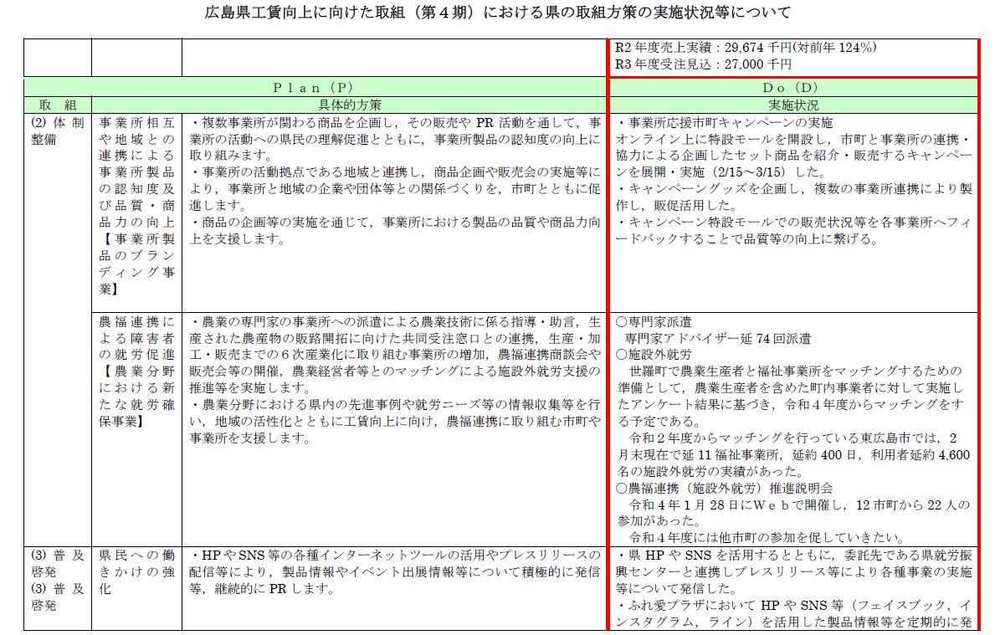 広島県工賃向上に向けた取組（第４期）における県の取組方策の実施状況等について
R2 年度売上実績：29,674 千円(対前年 124％)
R3 年度受注見込：27,000 千円
Ｐｌａｎ（Ｐ）
Ｄｏ（Ｄ）
取　組
具体的方策
実施状況
(2) 体 制
整備
事業所相互
や地域との
連携による
事業所製品
の認知度及
び品質・商
品力の向上
【事業所製
品のブラン
ディング事
業】
・複数事業所が関わる商品を企画し，その販売や PR 活動を通して，事
業所の活動への県民の理解促進とともに，事業所製品の認知度の向上に
取り組みます。
・事業所の活動拠点である地域と連携し，商品企画や販売会の実施等に
より，事業所と地域の企業や団体等との関係づくりを，市町とともに促
進します。
・商品の企画等の実施を通じて，事業所における製品の品質や商品力向
上を支援します。
・事業所応援市町キャンペーンの実施
オンライン上に特設モールを開設し，市町と事業所の連携・
協力による企画したセット商品を紹介・販売するキャンペー
ンを展開・実施（2/15～3/15）した。
・キャンペーングッズを企画し，複数の事業所連携により製
作し，販促活用した。
・キャンペーン特設モールでの販売状況等を各事業所へフィ
ードバックすることで品質等の向上に繋げる。
農福連携に
よる障害者
の就労促進
【農業分野
における新
たな就労確
保事業】
・農業の専門家の事業所への派遣による農業技術に係る指導・助言，生
産された農産物の販路開拓に向けた共同受注窓口との連携，生産・加
工・販売までの６次産業化に取り組む事業所の増加，農福連携商談会や
販売会等の開催，農業経営者等とのマッチングによる施設外就労支援の
推進等を実施します。
・農業分野における県内の先進事例や就労ニーズ等の情報収集等を行
い，地域の活性化とともに工賃向上に向け，農福連携に取り組む市町や
事業所を支援します。
○専門家派遣
専門家アドバイザー延 74 回派遣
○施設外就労
世羅町で農業生産者と福祉事業所をマッチングするための
準備として，農業生産者を含めた町内事業者に対して実施し
たアンケート結果に基づき，令和４年度からマッチングをす
る予定である。
令和２年度からマッチングを行っている東広島市では，２
月末現在で延 11 福祉事業所，延約 400 日，利用者延約 4,600
名の施設外就労の実績があった。
○農福連携（施設外就労）推進説明会
令和 4 年 1 月 28 日にＷｅｂで開催し，12 市町から 22 人の
参加があった。
令和４年度には他市町の参加を促していきたい。
(3) 普 及
啓発
(3) 普 及
啓発
県民への働
きかけの強
化
・HP や SNS 等の各種インターネットツールの活用やプレスリリースの
配信等により，製品情報やイベント出展情報等について積極的に発信
等，継続的に PR します。
・県 HP や SNS を活用するとともに，委託先である県就労振
興センターと連携しプレスリリース等により各種事業の実施
等について発信した。
・ふれ愛プラザにおいて HP や SNS 等（フェイスブック，イ
ンスタグラム，ライン）を活用した製品情報等を定期的に発